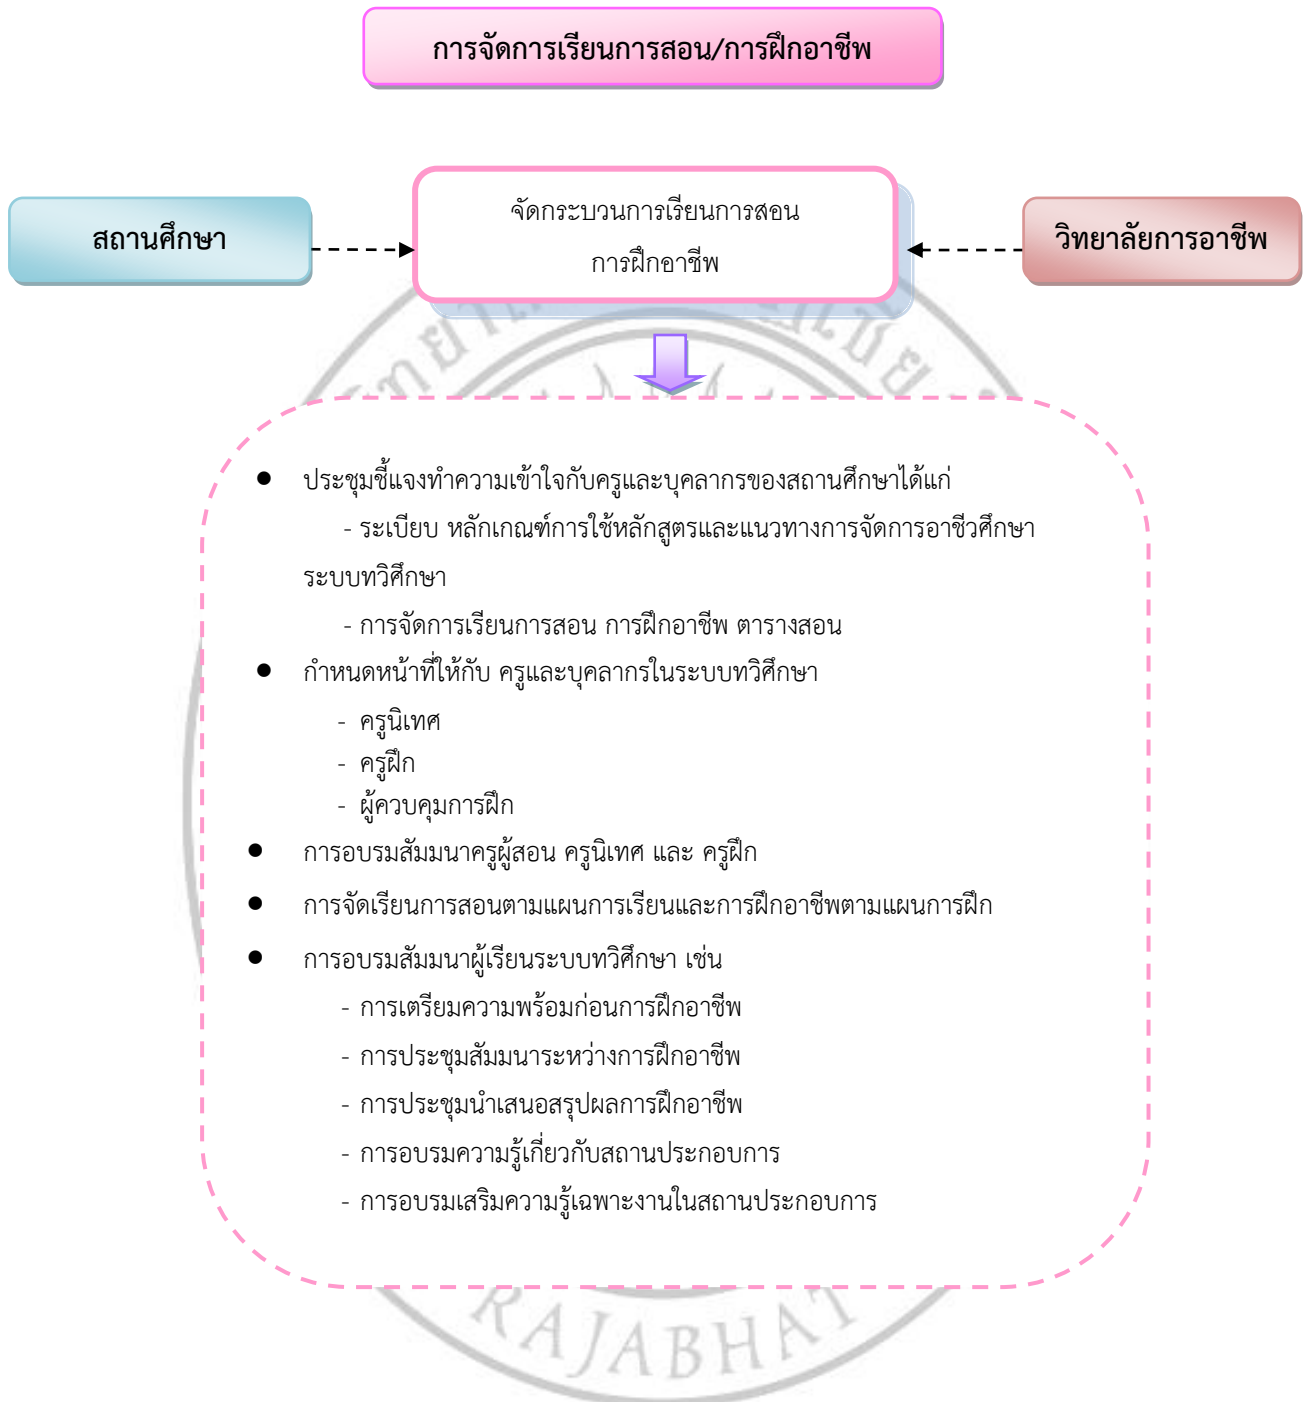 การจัดการเรียนการสอน/การฝึกอาชีพ
สถานศึกษา
จัดกระบวนการเรียนการสอน
การฝึกอาชีพ
วิทยาลัยการอาชีพ
● ประชุมชี้แจงทำความเข้าใจกับครูและบุคลากรของสถานศึกษาได้แก่
- ระเบียบ หลักเกณฑ์การใช้หลักสูตรและแนวทางการจัดการอาชีวศึกษา
ระบบทวิศึกษา
- การจัดการเรียนการสอน การฝึกอาชีพ ตารางสอน
● กำหนดหน้าที่ให้กับ ครูและบุคลากรในระบบทวิศึกษา
- ครูนิเทศ
- ครูฝึก
- ผู้ควบคุมการฝึก
● การอบรมสัมมนาครูผู้สอน ครูนิเทศ และ ครูฝึก
● การจัดเรียนการสอนตามแผนการเรียนและการฝึกอาชีพตามแผนการฝึก
● การอบรมสัมมนาผู้เรียนระบบทวิศึกษา เช่น
- การเตรียมความพร้อมก่อนการฝึกอาชีพ
- การประชุมสัมมนาระหว่างการฝึกอาชีพ
- การประชุมนำเสนอสรุปผลการฝึกอาชีพ
- การอบรมความรู้เกี่ยวกับสถานประกอบการ
- การอบรมเสริมความรู้เฉพาะงานในสถานประกอบการ
RAJABHAT